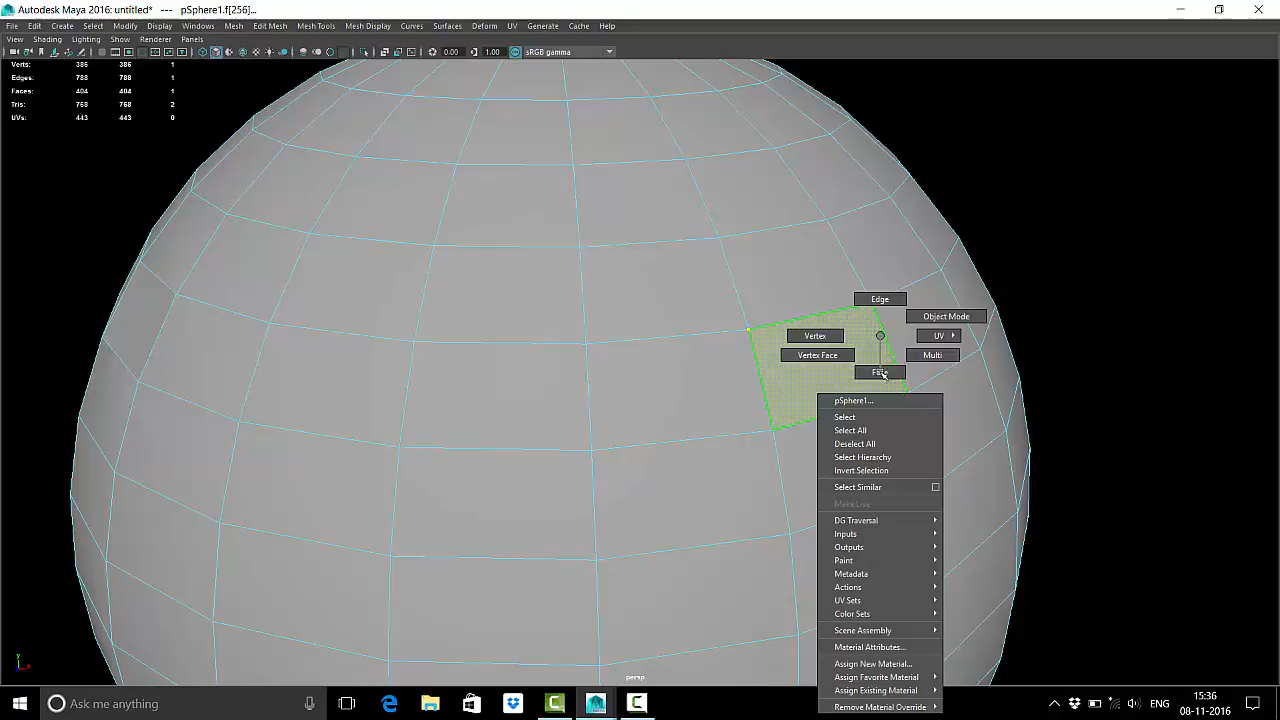 Autodesk Maya 2016: untitled* --- pSphere1.f[256]...
File Edit Create Select Modify Display Windows Mesh Edit Mesh Mesh Tools Mesh Display Curves Surfaces Deform UV Generate Cache Help
View Shading Lighting Show Renderer Panels
0.00 1.00 sRGB gamma
Verts: 386 386 1
Edges: 788 788 1
Faces: 404 404 1
Tris: 768 768 2
UVs: 443 443 0
Edge
Object Mode
Vertex UV
Vertex Face Multi
pSphere1...
Select
Select All
Deselect All
Select Hierarchy
Invert Selection
Select Similar
Make Live
DG Traversal
Inputs
Outputs
Paint
Metadata
Actions
UV Sets
Color Sets
Scene Assembly
Material Attributes...
Assign New Material...
Assign Favorite Material
Assign Existing Material
Remove Material Override
persp
y
Ask me anything
ENG
15:36
08-11-2016